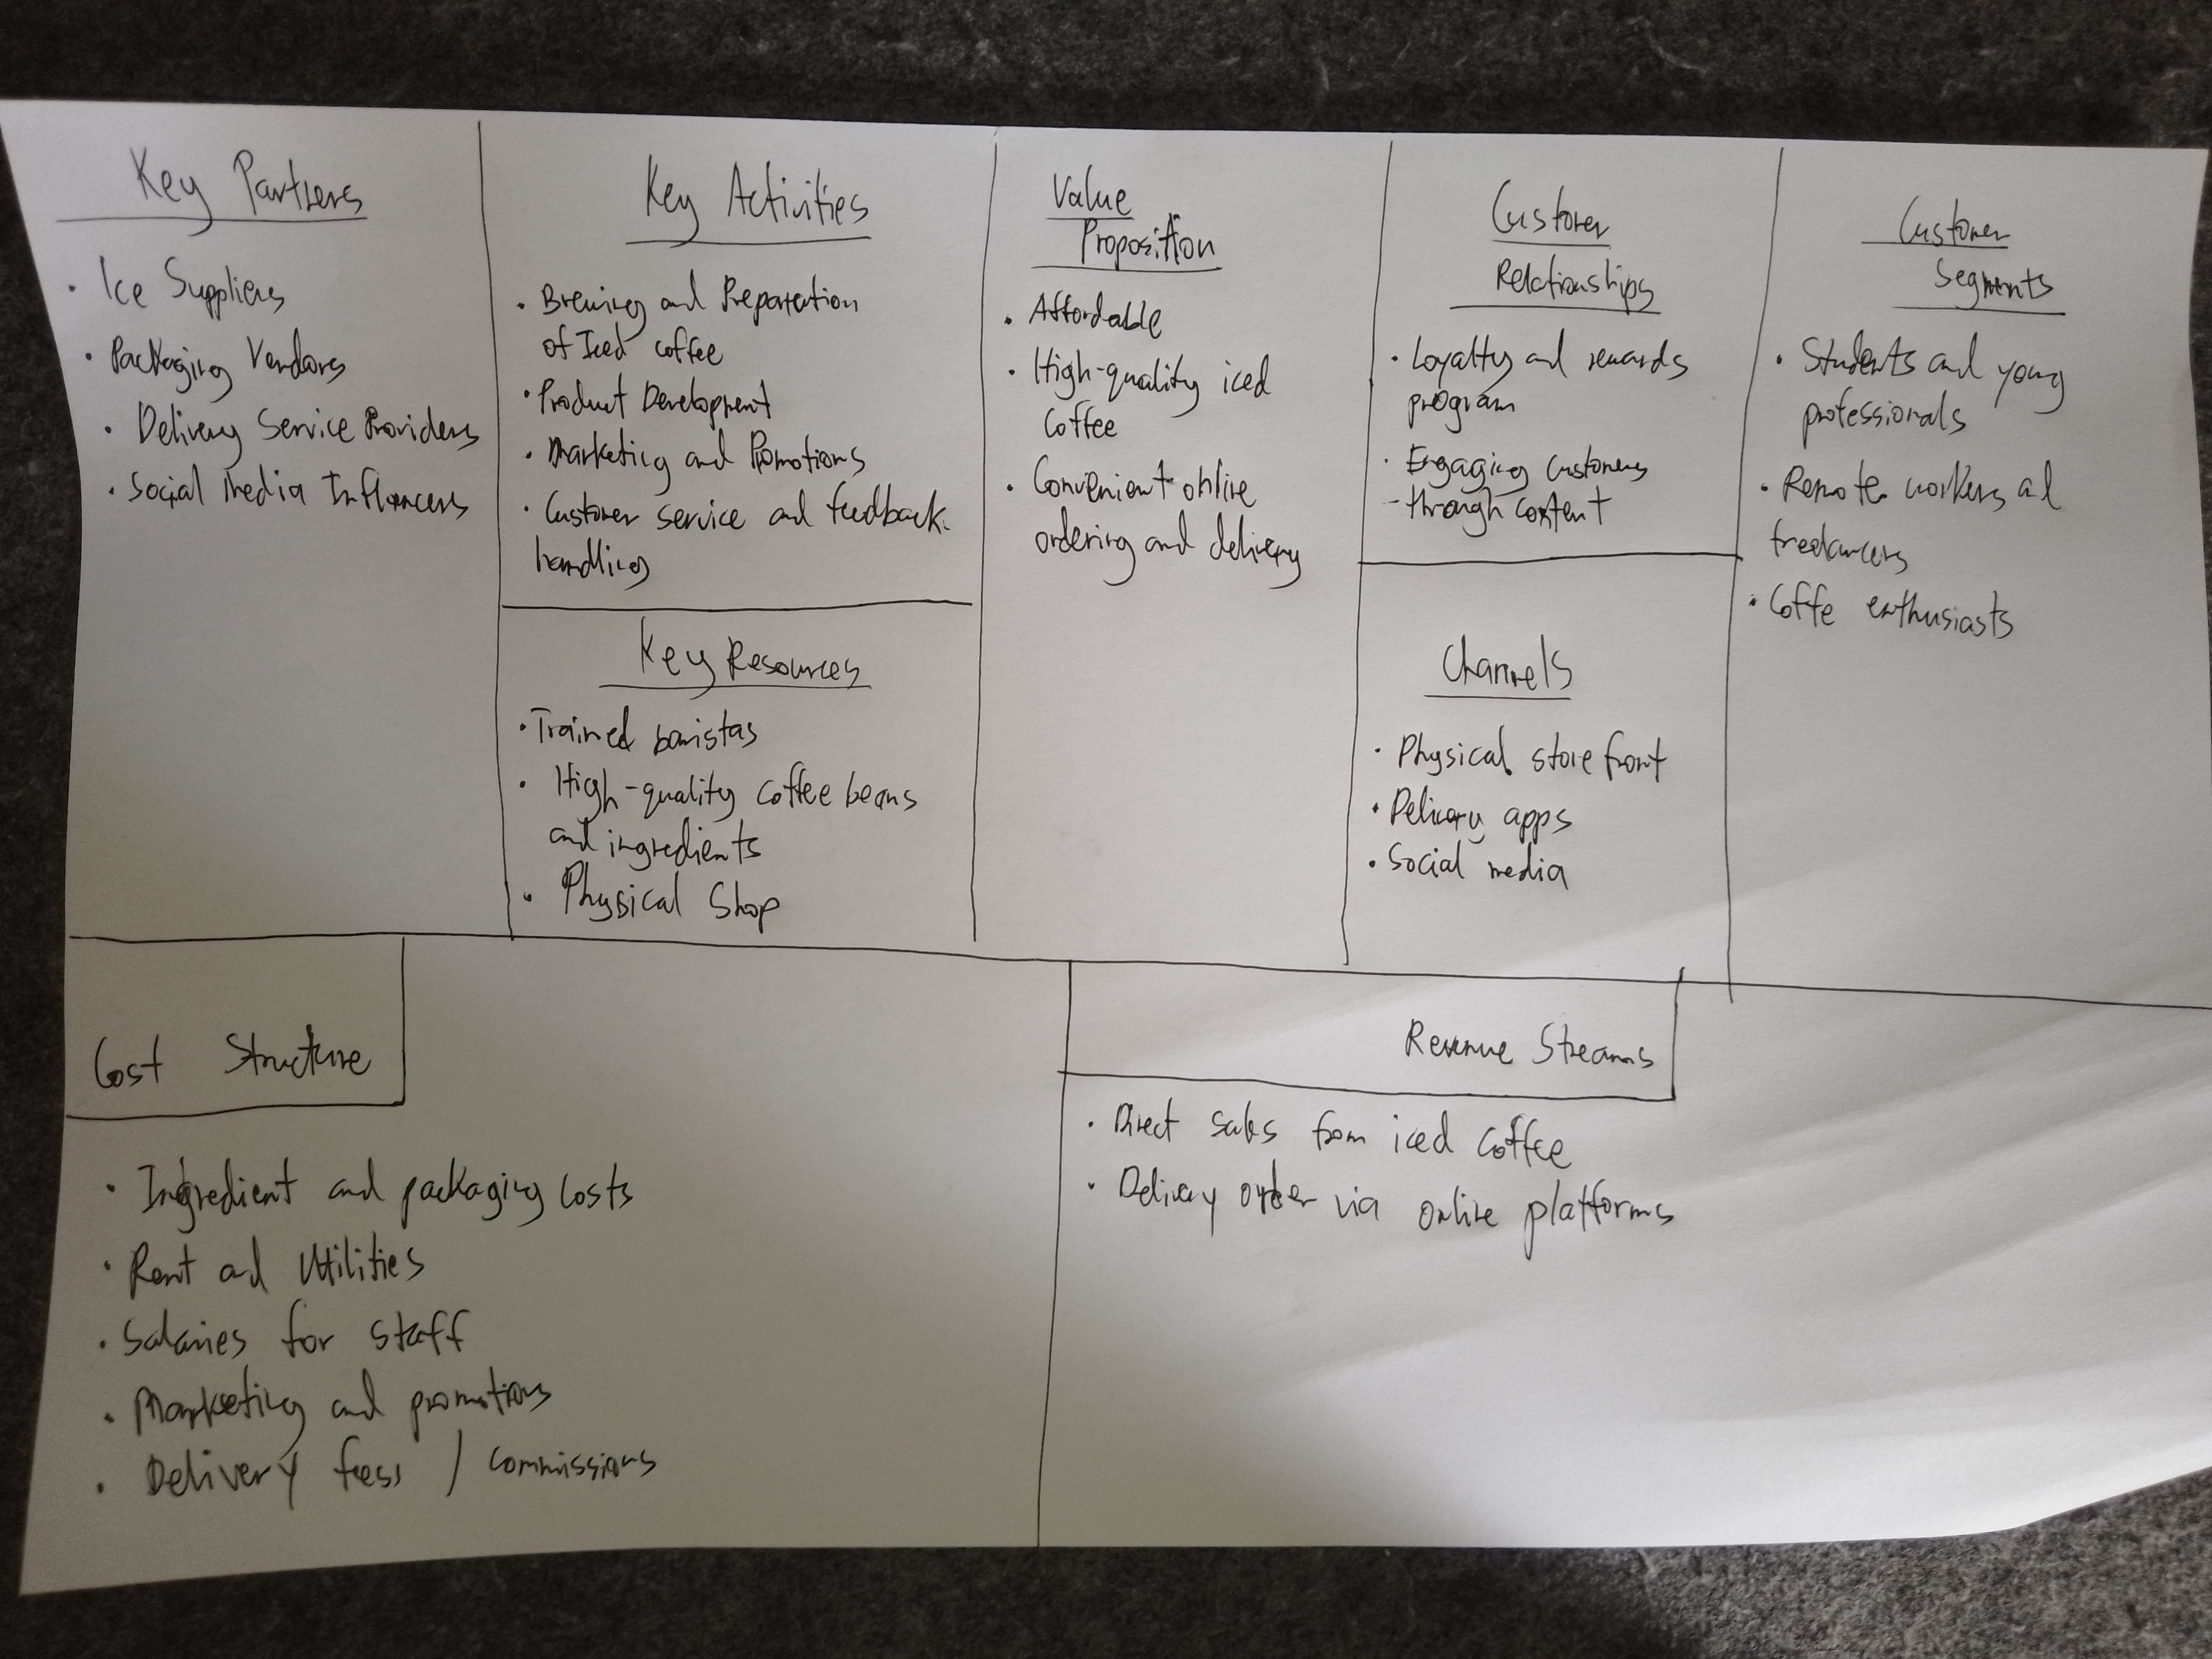 Key Partners
• Ice Suppliers
• Packaging Vendors
• Delivery Service Providers
• Social Media Influencers
Key Activities
• Brewing and Preparation
of Iced coffee
• Product Development
• Marketing and Promotions
• Customer service and feedback
handling
Key Resources
• Trained baristas
• High-quality coffee beans
and ingredients
• Physical Shop
Value
Proposition
• Affordable
• High-quality iced
Coffee
• Convenient online
ordering and delivery
Customer
Relationships
• Loyalty and rewards
program
• Engaging customers
- through content
Channels
• Physical store front
• Delivery apps
• Social media
Customer
Segments
• Students and young
professionals
• Remote workers ad
freelancers
• Coffe enthusiasts
Cost Structure
• Ingredient and packaging Costs
• Rent and Utilities
• Salaries for staff
• Marketing and promotions
• Delivery fees / commissions
Revenue Streams
• Direct sales from iced coffee
• Delivery order via online platforms